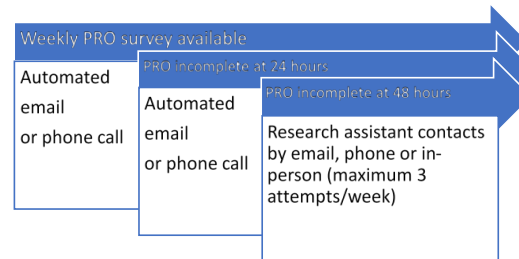 Weekly PRO survey available
Automated
email
or phone call
PRO incomplete at 24 hours
Automated
email
or phone call
PRO incomplete at 48 hours
Research assistant contacts
by email, phone or in-
person (maximum 3
attempts/week)